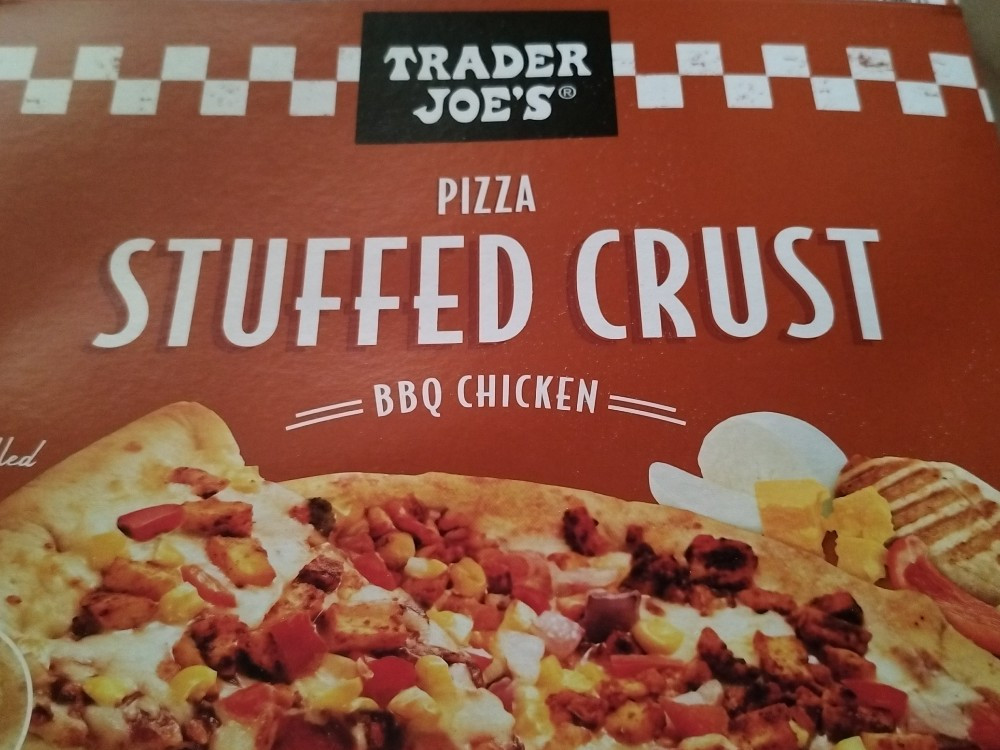 TRADER
JOE'S®
PIZZA
STUFFED CRUST
BBQ CHICKEN